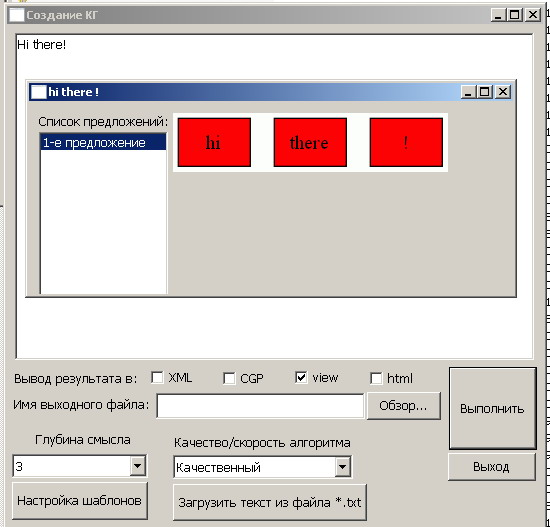 Создание КГ
Hi there!
hi there !
Список предложений:
1-е предложение
hi there !
Вывод результата в: XML CGP view html
Имя выходного файла: Обзор...
Выполнить
Глубина смысла
Качество/скорость алгоритма
3
Качественный
Выход
Настройка шаблонов
Загрузить текст из файла *.txt